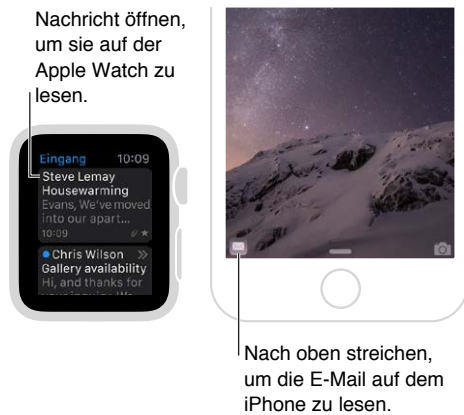 Nachricht öffnen,
um sie auf der
Apple Watch zu
lesen.
Eingang 10:09
Steve Lemay
Housewarming
Evans, We've moved
into our apart...
10:09
Chris Wilson
Gallery availability
Hi, and thanks for
Nach oben streichen,
um die E-Mail auf dem
iPhone zu lesen.